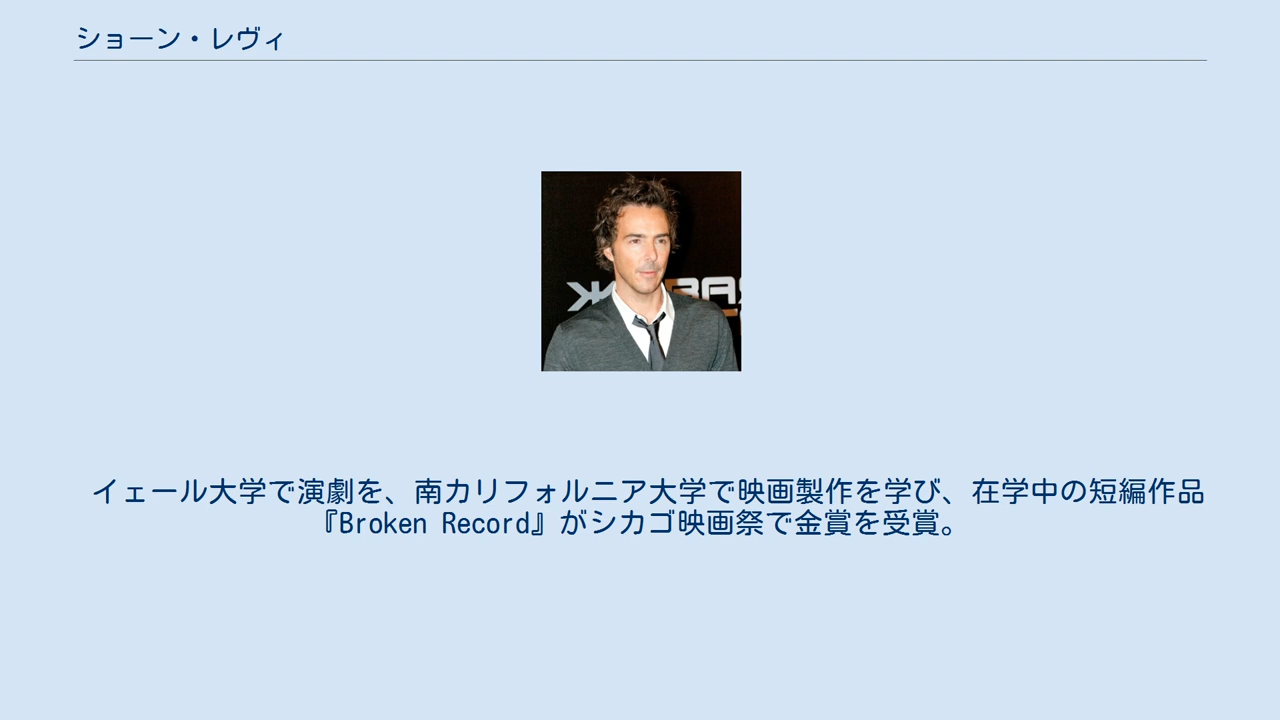 ショーン・レヴィ
イェール大学で演劇を、南カリフォルニア大学で映画製作を学び、在学中の短編作品
『Broken Record』がシカゴ映画祭で金賞を受賞。